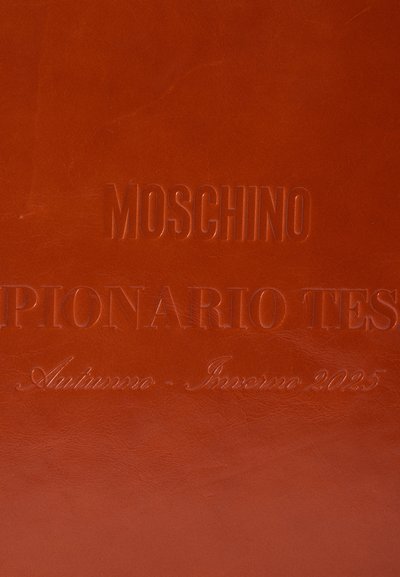 MOSCHINO
PIONARIO TES
Autunno - Inverno 2025